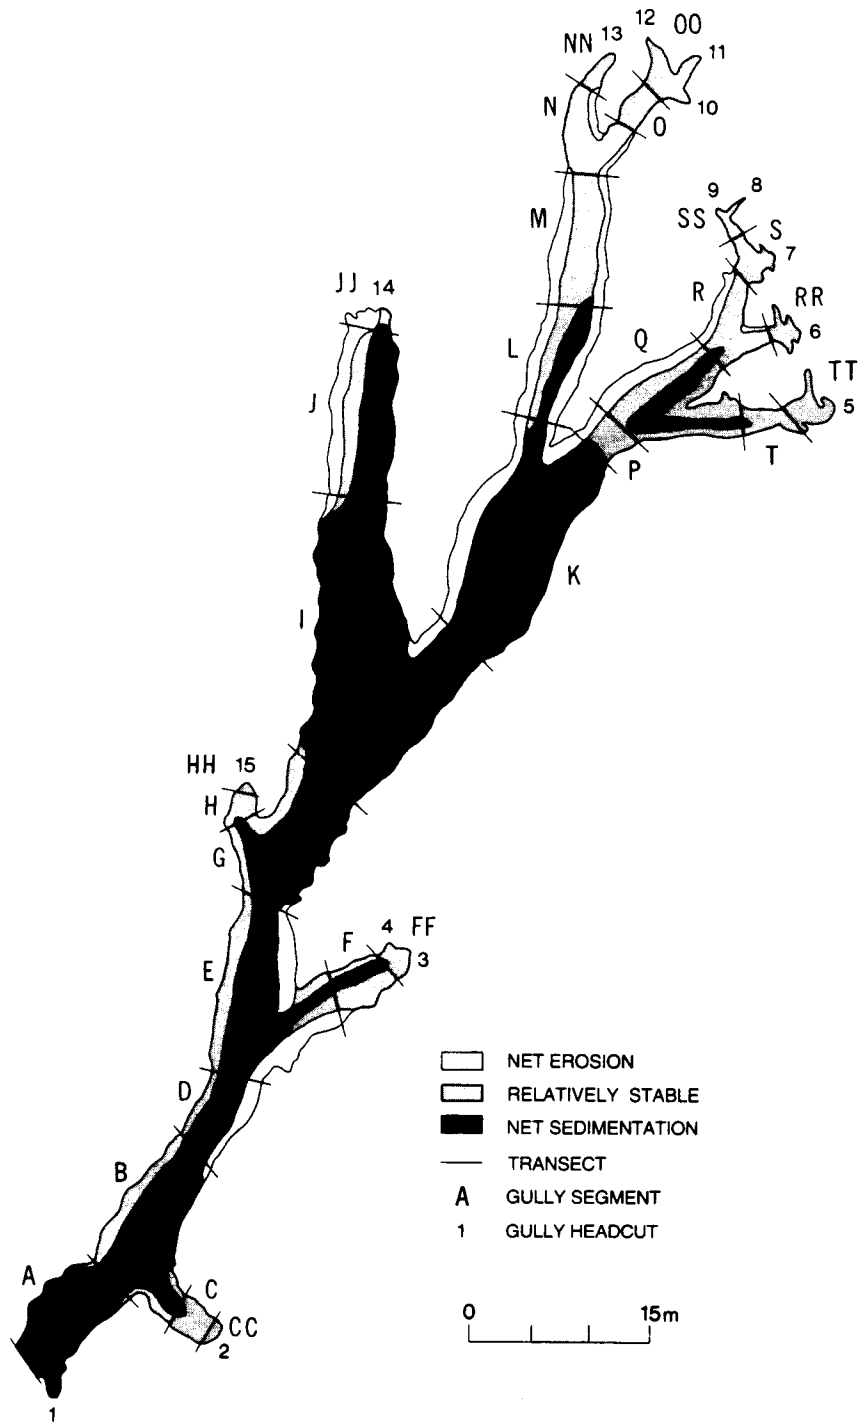 12 OO
NN 13
11
N
10
O
9 8
M
SS S
7
JJ 14
R
RR
6
Q
L
TT
J
5
T
P
K
I
HH 15
H
G
4 FF
F
3
E
NET EROSION
RELATIVELY STABLE
D
NET SEDIMENTATION
TRANSECT
B
A GULLY SEGMENT
1 GULLY HEADCUT
A
C
0 15m
CC
2
1